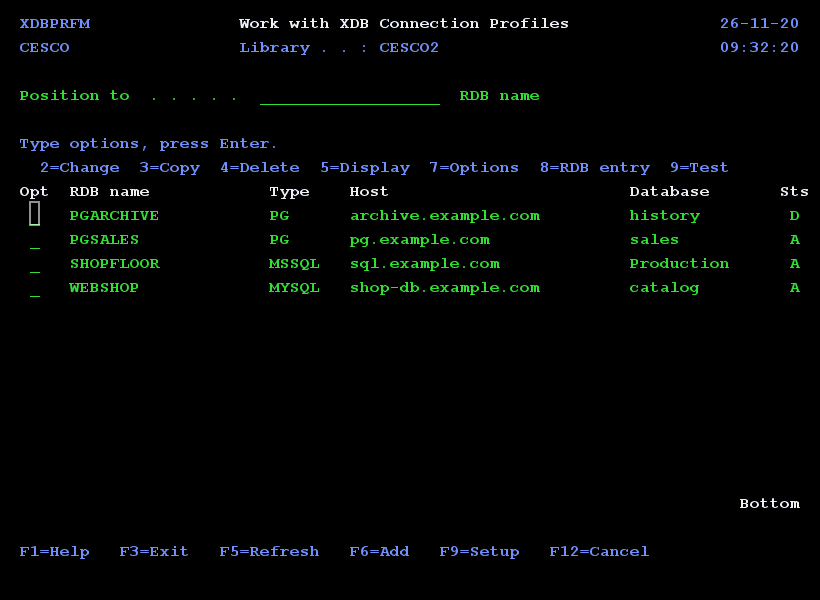 XDBPRFM Work with XDB Connection Profiles 26-11-20
CESCO Library . . : CESCO2 09:32:20
Position to . . . . . __________________ RDB name
Type options, press Enter.
2=Change 3=Copy 4=Delete 5=Display 7=Options 8=RDB entry 9=Test
Opt RDB name Type Host Database Sts
_ PGARCHIVE PG archive.example.com history D
_ PGSALES PG pg.example.com sales A
_ SHOPFLOOR MSSQL sql.example.com Production A
_ WEBSHOP MYSQL shop-db.example.com catalog A
Bottom
F1=Help F3=Exit F5=Refresh F6=Add F9=Setup F12=Cancel